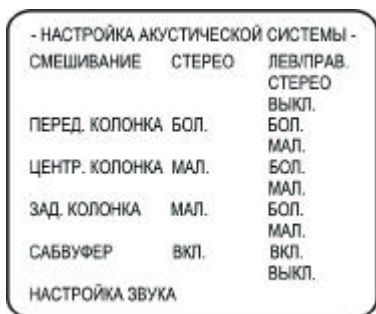 - НАСТРОЙКА АКУСТИЧЕСКОЙ СИСТЕМЫ -
СМЕШИВАНИЕ СТЕРЕО ЛЕВ/ПРАВ.
СТЕРЕО
ВЫКЛ.
ПЕРЕД. КОЛОНКА БОЛ. БОЛ.
МАЛ.
ЦЕНТР. КОЛОНКА МАЛ. БОЛ.
МАЛ.
ЗАД. КОЛОНКА МАЛ. БОЛ.
МАЛ.
САБВУФЕР ВКЛ. ВКЛ.
ВЫКЛ.
НАСТРОЙКА ЗВУКА